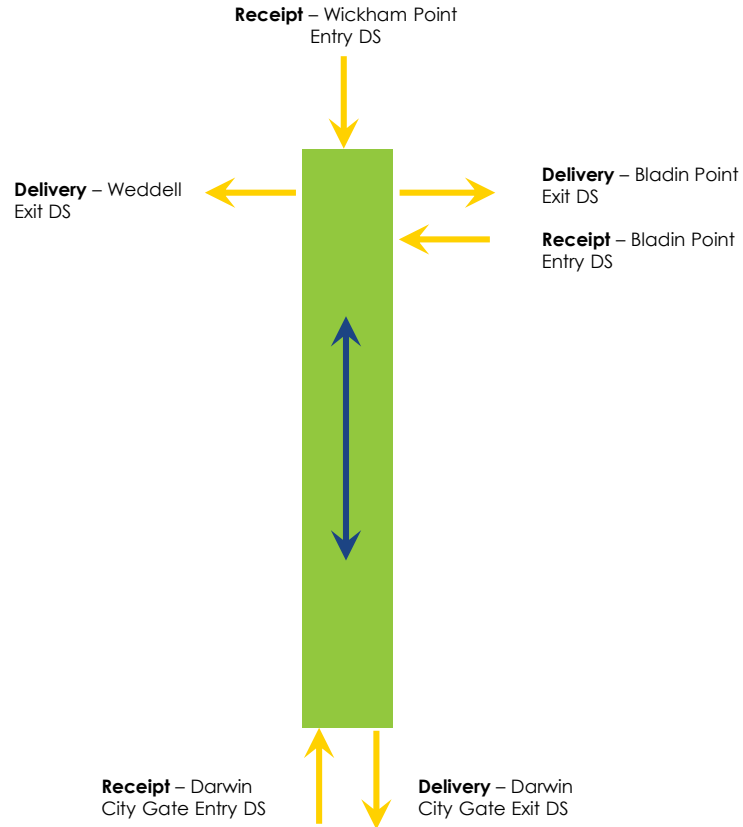 Receipt – Wickham Point
Entry DS
Delivery – Weddell
Exit DS
Delivery – Bladin Point
Exit DS
Receipt – Bladin Point
Entry DS
Receipt – Darwin
City Gate Entry DS
Delivery – Darwin
City Gate Exit DS